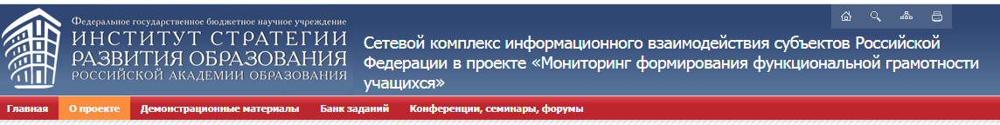 Федеральное государственное бюджетное научное учреждение
ИНСТИТУТ СТРАТЕГИИ
РАЗВИТИЯ ОБРАЗОВАНИЯ
РОССИЙСКОЙ АКАДЕМИИ ОБРАЗОВАНИЯ
Сетевой комплекс информационного взаимодействия субъектов Российской
Федерации в проекте «Мониторинг формирования функциональной грамотности
учащихся»
Главная О проекте Демонстрационные материалы Банк заданий Конференции, семинары, форумы